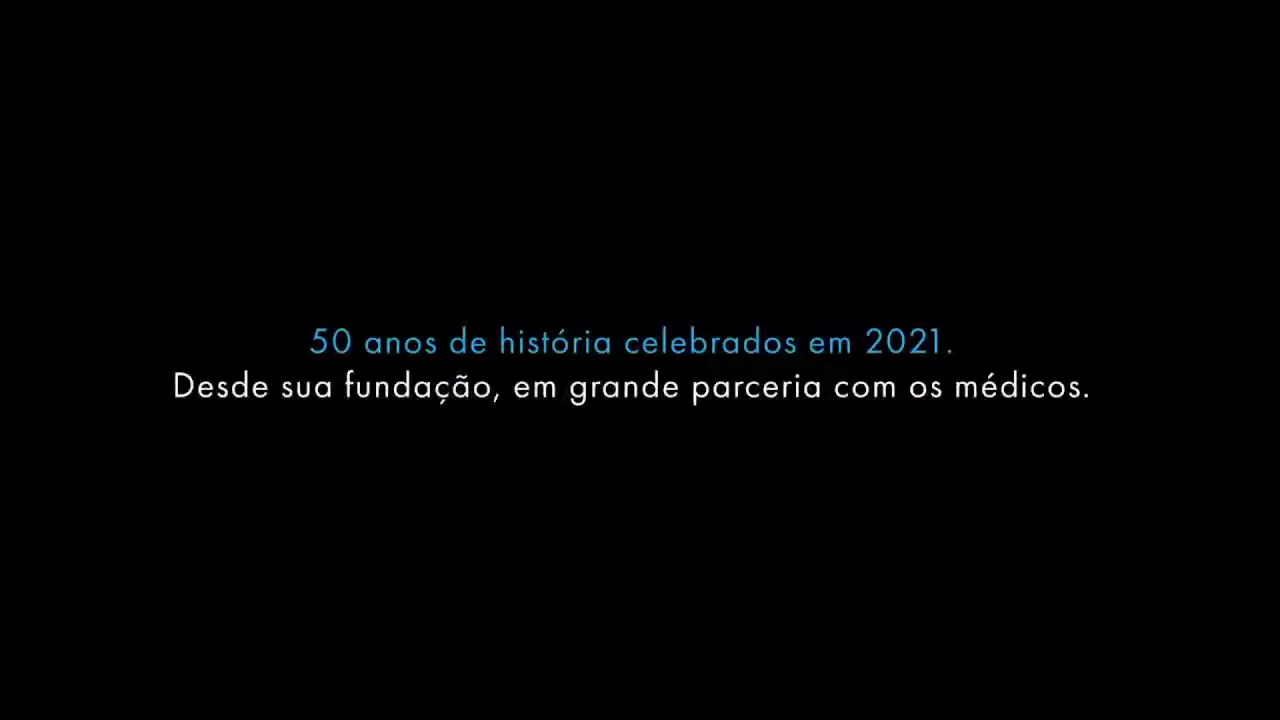 50 anos de história celebrados em 2021.
Desde sua fundação, em grande parceria com os médicos.